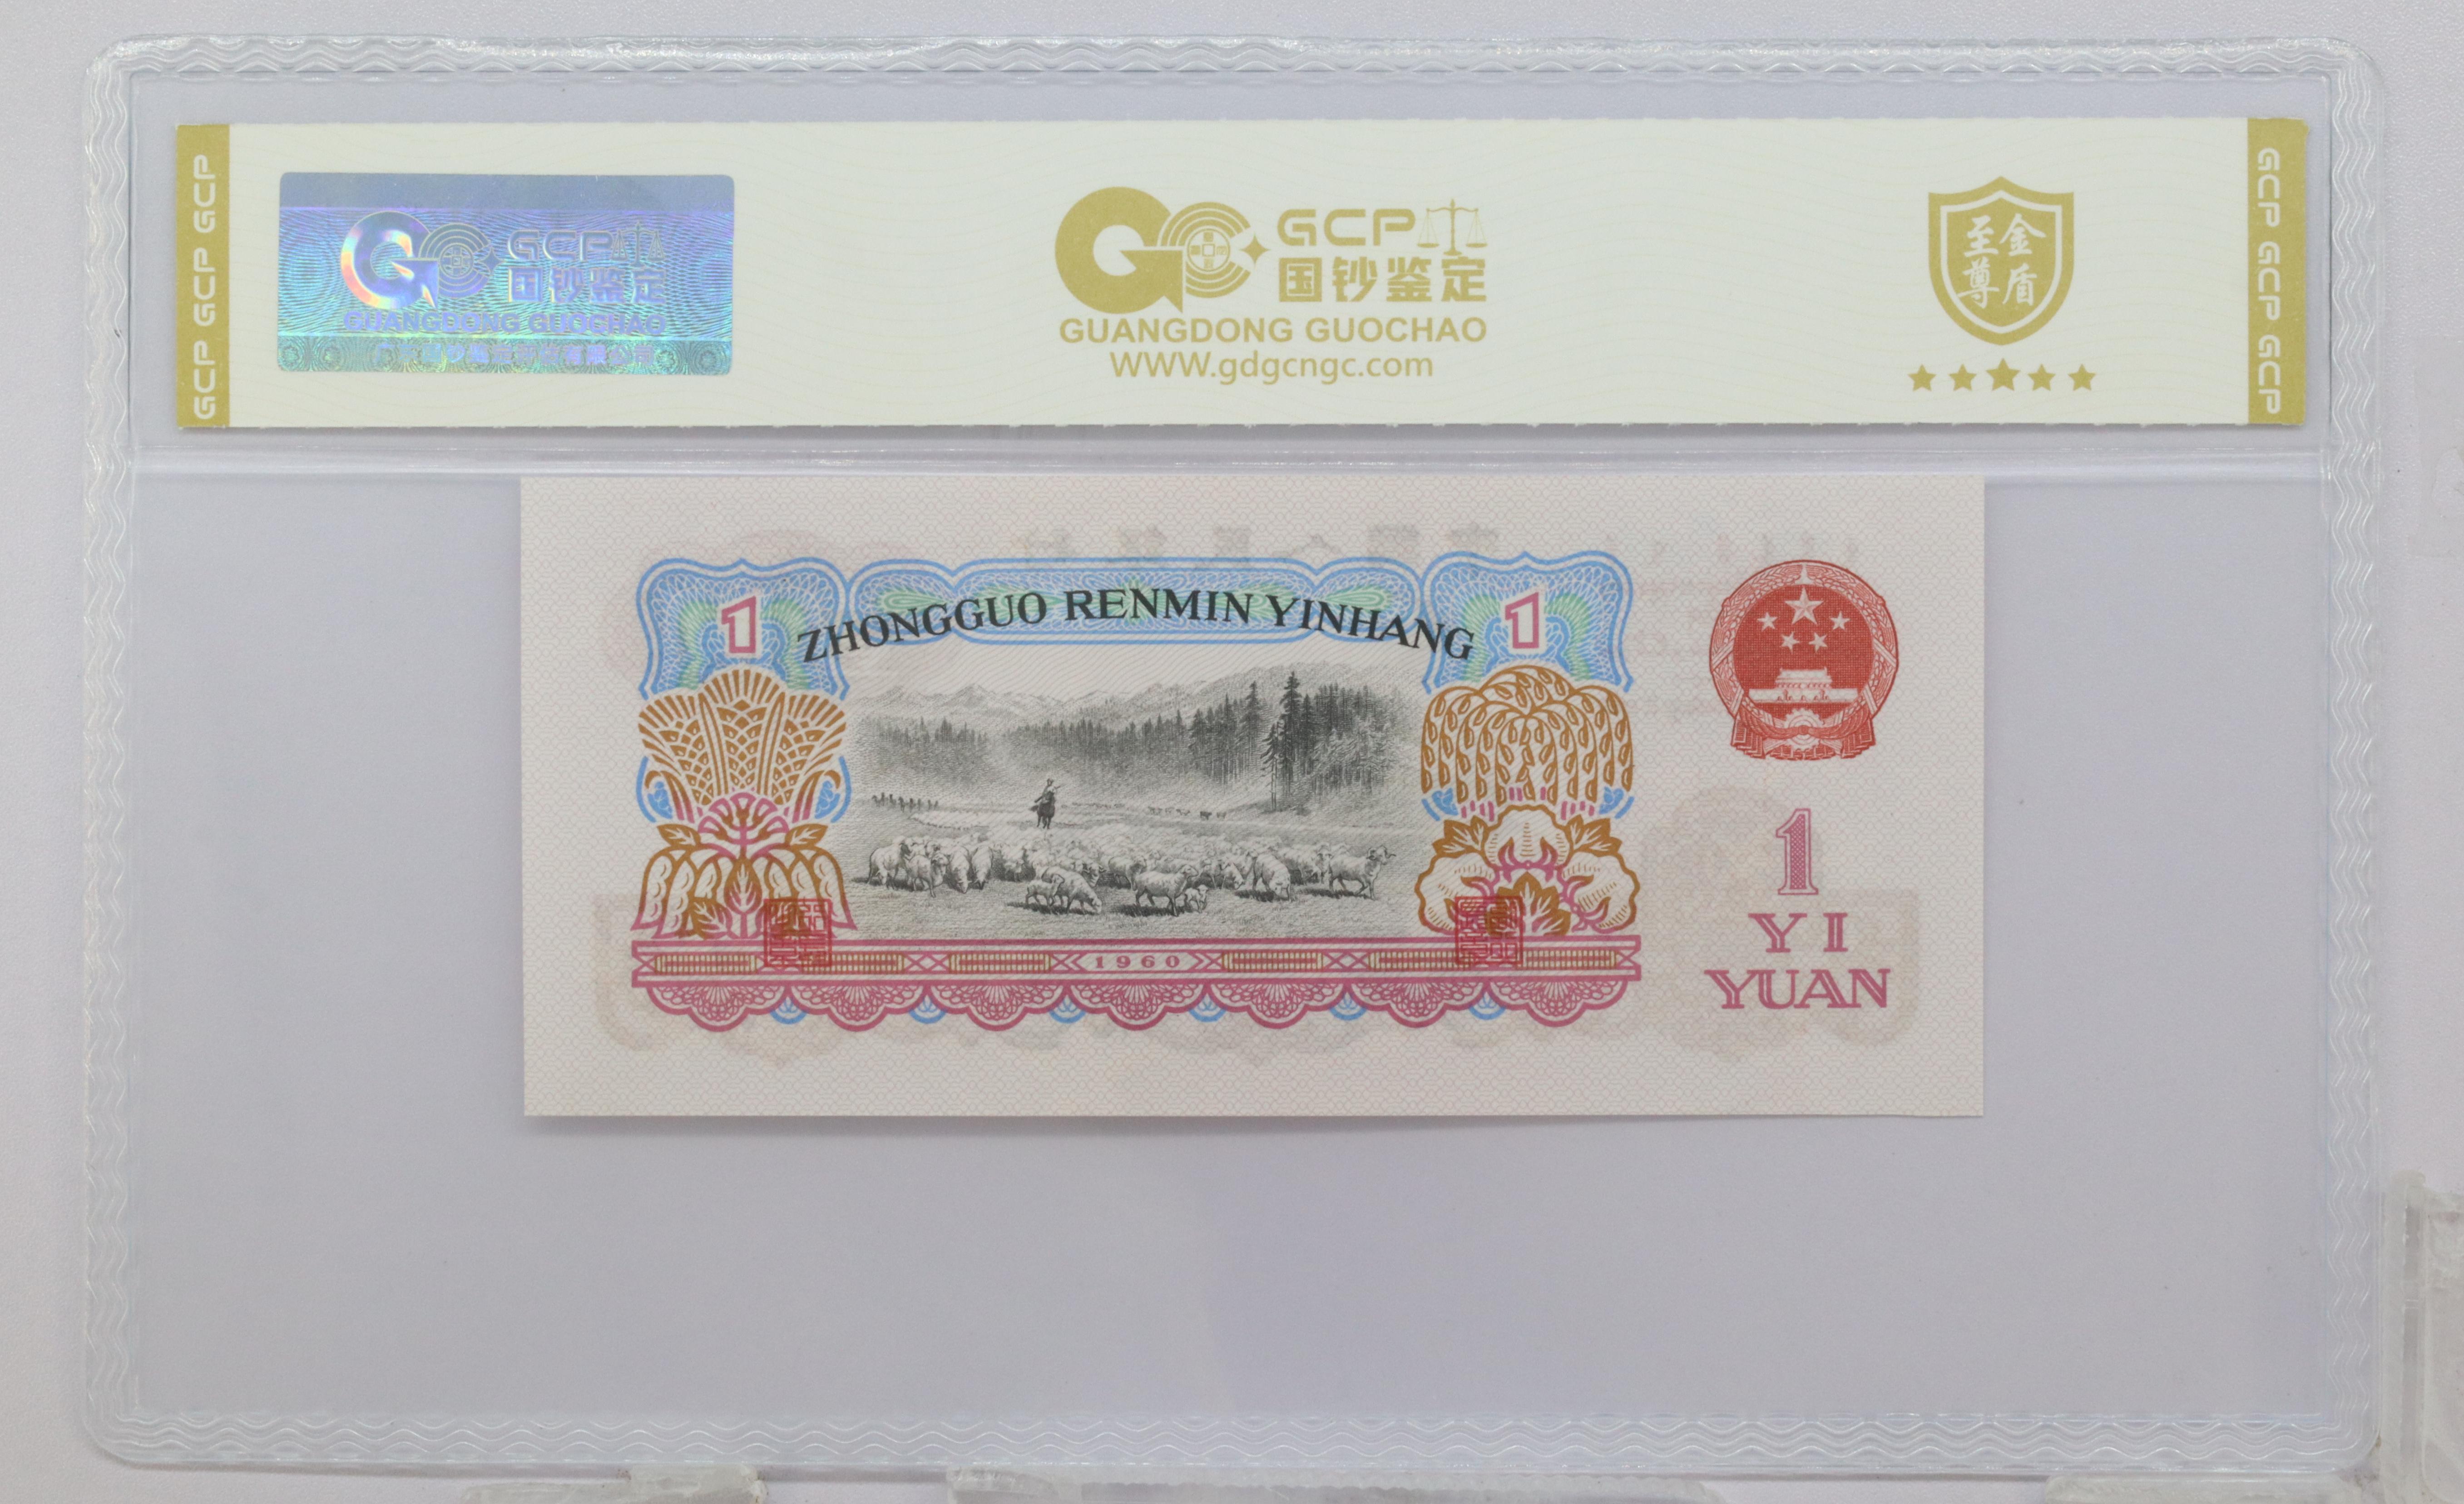 GCP GCP GCP
GCP
国钞鉴定
GUANGDONG GUOCHAO
GCP
国钞鉴定
GUANGDONG GUOCHAO
WWW.gdgcngc.com
至尊
金盾
GCP GCP GCP
ZHONGGUO RENMIN YINHANG
1
1
1960
1
YI
YUAN